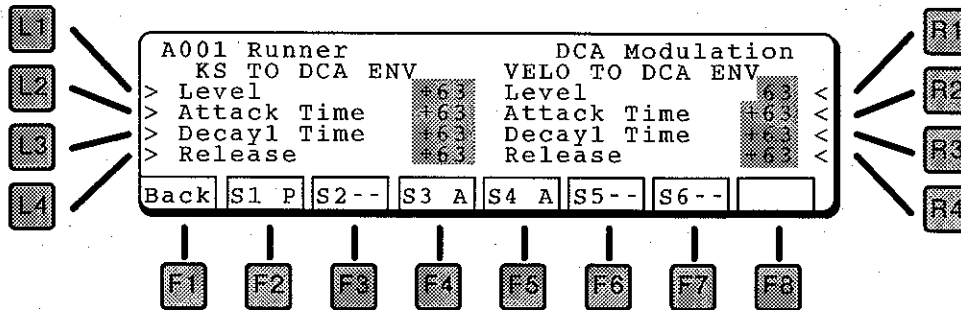 L1
L2
L3
L4
A001 Runner DCA Modulation
KS TO DCA ENV VELO TO DCA ENV
> Level +63 Level 63 <
> Attack Time +63 Attack Time +63 <
> Decay1 Time +63 Decay1 Time +63 <
> Release +63 Release +63 <
Back S1 P S2-- S3 A S4 A S5-- S6--
R1
R2
R3
R4
F1 F2 F3 F4 F5 F6 F7 F8